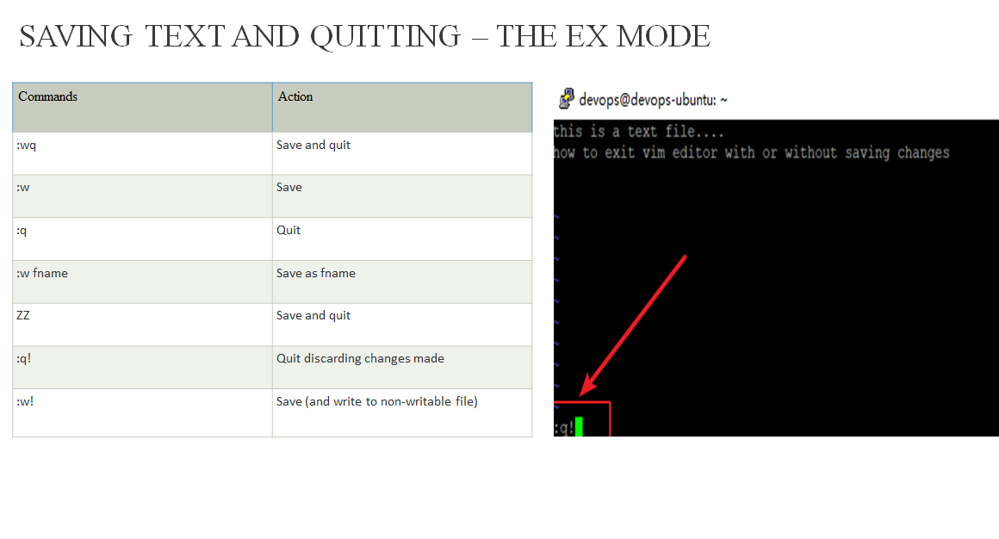 SAVING TEXT AND QUITTING – THE EX MODE
Commands Action
:wq Save and quit
:w Save
:q Quit
:w fname Save as fname
ZZ Save and quit
:q! Quit discarding changes made
:w! Save (and write to non-writable file)
devops@devops-ubuntu: ~
this is a text file....
how to exit vim editor with or without saving changes
~
~
~
~
~
~
~
~
~
~
:q!